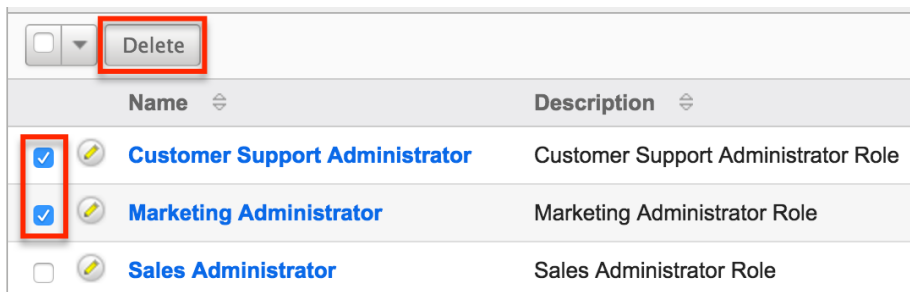 Delete
Name Description
Customer Support Administrator Customer Support Administrator Role
Marketing Administrator Marketing Administrator Role
Sales Administrator Sales Administrator Role